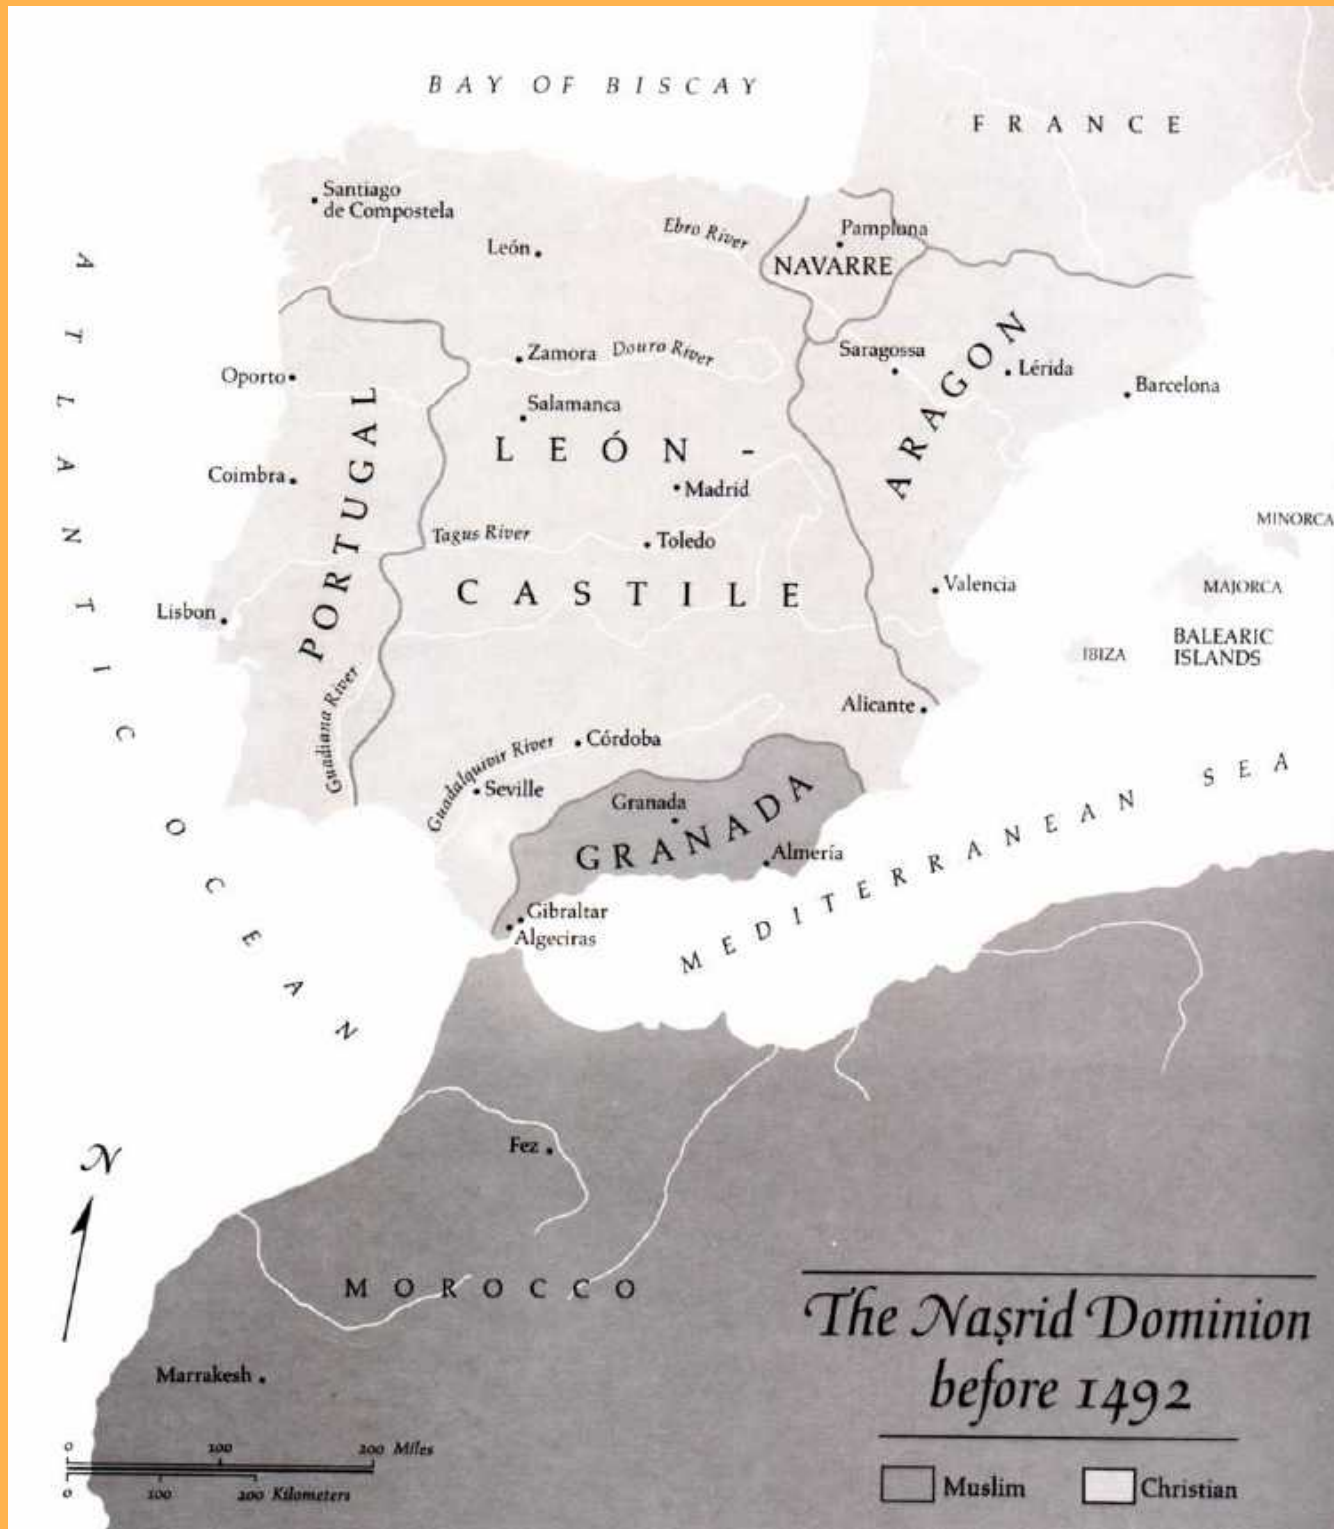 BAY OF BISCAY
FRANCE
Santiago
de Compostela
León
Ebro River
Pamplona
NAVARRE
ATLANTIC OCEAN
Zamora
Douro River
Saragossa
Lérida
Barcelona
Oporto
Salamanca
ARAGON
PORTUGAL
LEÓN -
Coimbra
Madrid
MINORCA
Tagus River
Toledo
CASTILE
Valencia
MAJORCA
Lisbon
BALEARIC
ISLANDS
IBIZA
Guadiana River
Alicante
Guadalquivir River
Córdoba
Seville
Granada
GRANADA
Almería
MEDITERRANEAN SEA
Gibraltar
Algeciras
N
Fez
MOROCCO
The Naṣrid Dominion
before 1492
Marrakesh
0 100 200 Miles
0 100 200 Kilometers
Muslim
Christian